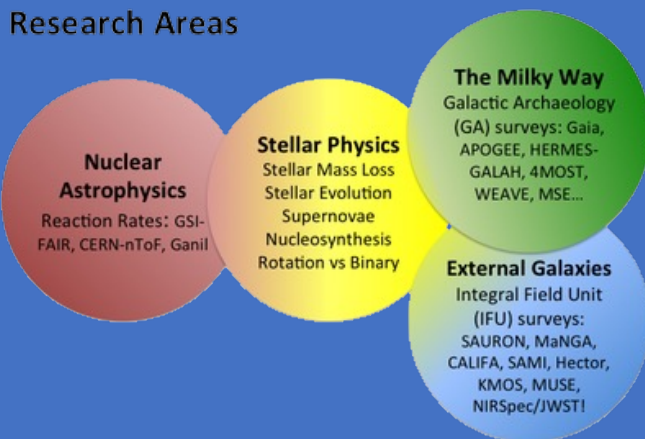 Research Areas
Nuclear
Astrophysics
Reaction Rates: GSI-
FAIR, CERN-nToF, Ganil
Stellar Physics
Stellar Mass Loss
Stellar Evolution
Supernovae
Nucleosynthesis
Rotation vs Binary
The Milky Way
Galactic Archaeology
(GA) surveys: Gaia,
APOGEE, HERMES-
GALAH, 4MOST,
WEAVE, MSE...
External Galaxies
Integral Field Unit
(IFU) surveys:
SAURON, MaNGA,
CALIFA, SAMI, Hector,
KMOS, MUSE,
NIRSpec/JWST!